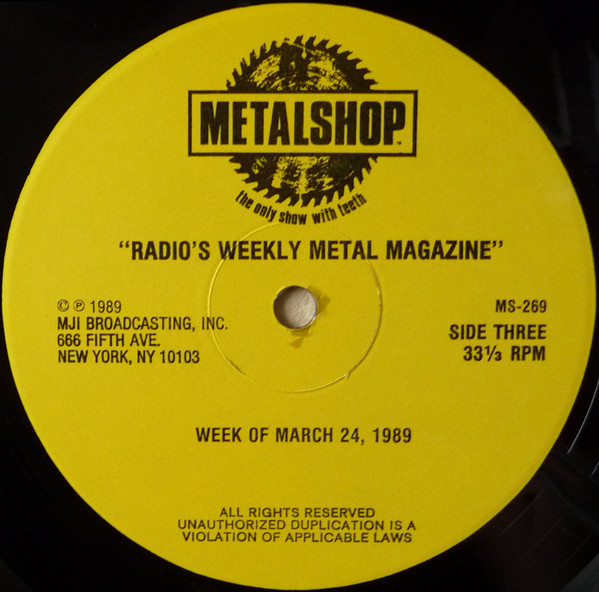 METALSHOP™
the only show with teeth
"RADIO'S WEEKLY METAL MAGAZINE"
© ℗ 1989
MJI BROADCASTING, INC.
666 FIFTH AVE.
NEW YORK, NY 10103
MS-269
SIDE THREE
33⅓ RPM
WEEK OF MARCH 24, 1989
ALL RIGHTS RESERVED
UNAUTHORIZED DUPLICATION IS A
VIOLATION OF APPLICABLE LAWS